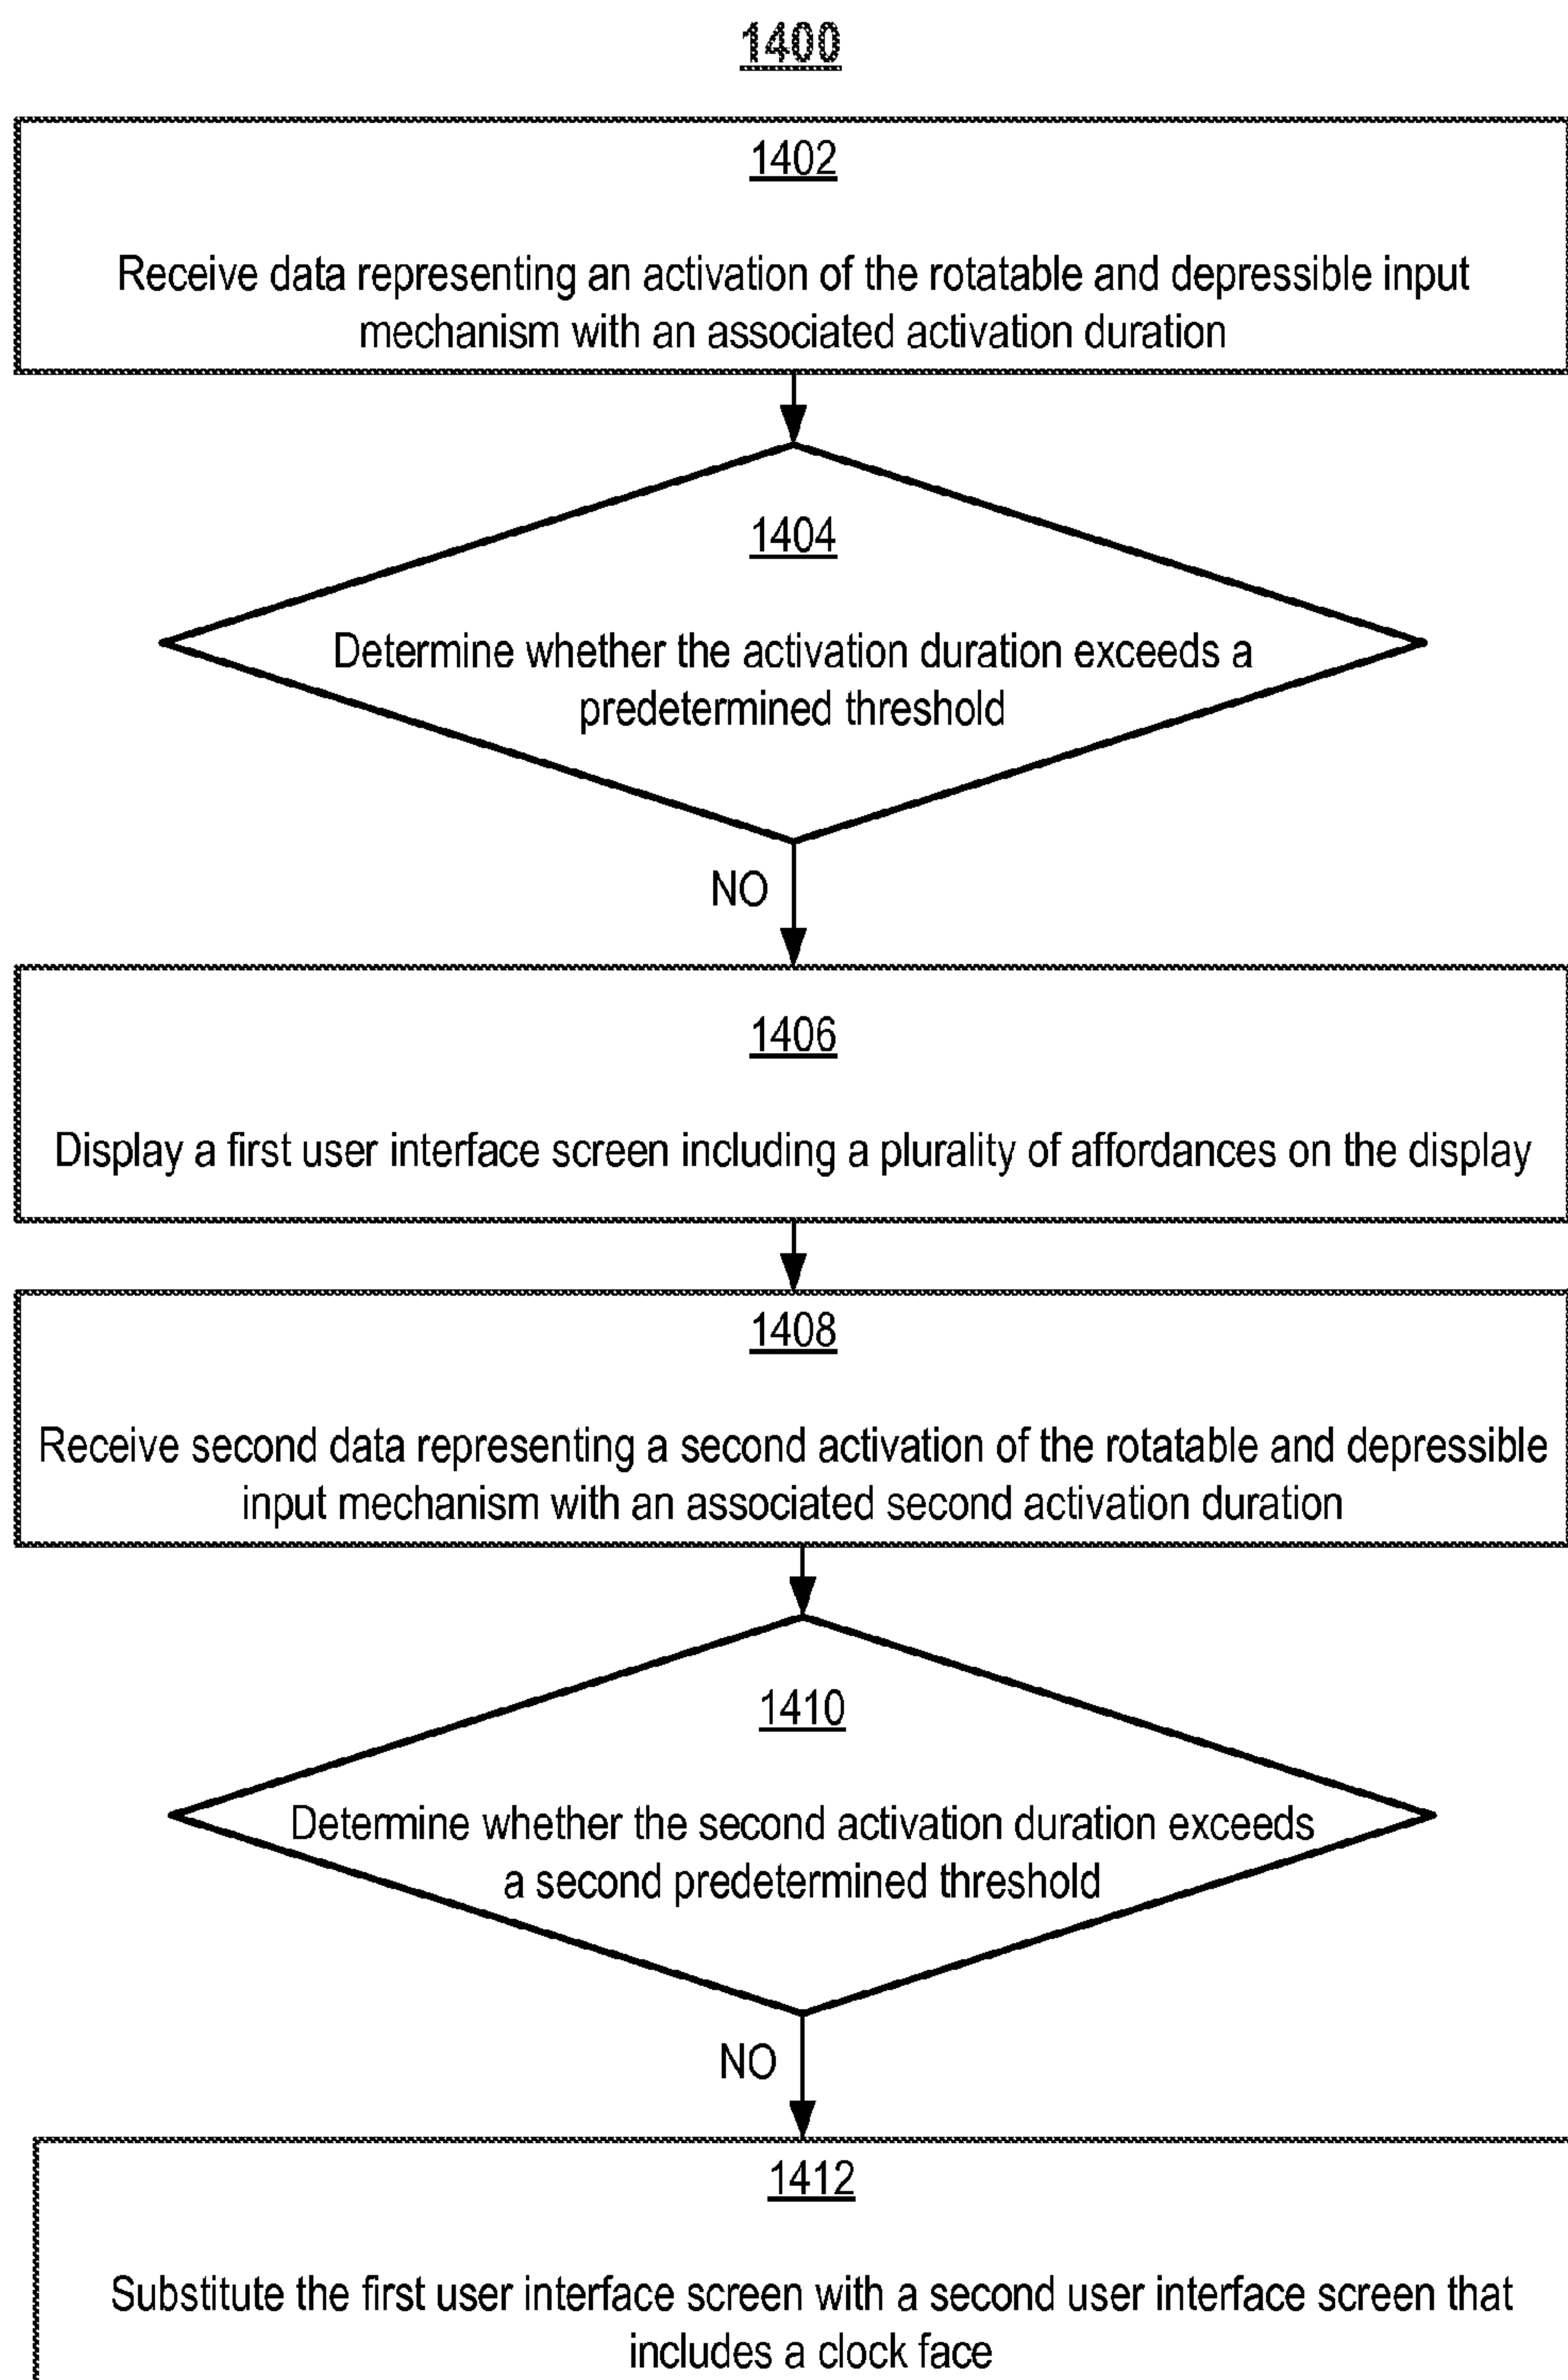 1400
1402
Receive data representing an activation of the rotatable and depressible input
mechanism with an associated activation duration
1404
Determine whether the activation duration exceeds a
predetermined threshold
NO
1406
Display a first user interface screen including a plurality of affordances on the display
1408
Receive second data representing a second activation of the rotatable and depressible
input mechanism with an associated second activation duration
1410
Determine whether the second activation duration exceeds
a second predetermined threshold
NO
1412
Substitute the first user interface screen with a second user interface screen that
includes a clock face